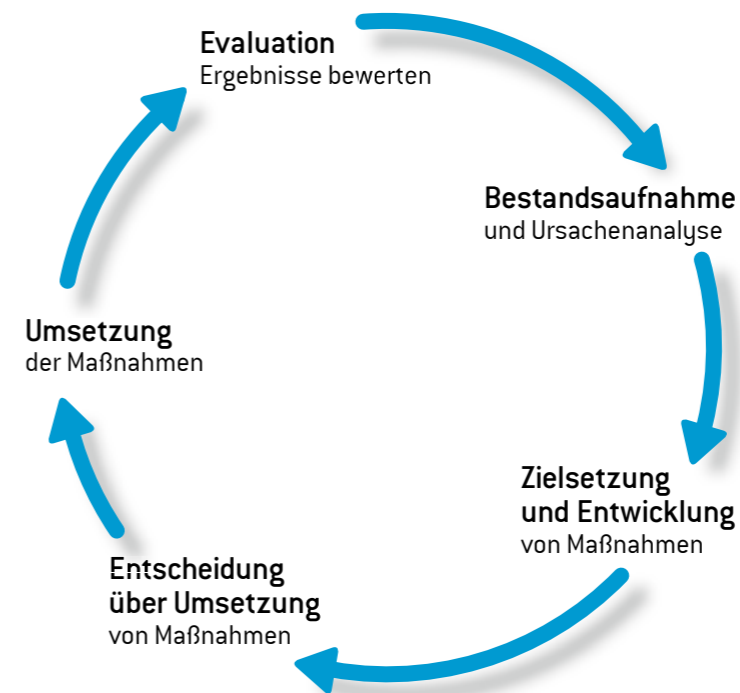 Evaluation
Ergebnisse bewerten
Bestandsaufnahme
und Ursachenanalyse
Zielsetzung
und Entwicklung
von Maßnahmen
Entscheidung
über Umsetzung
von Maßnahmen
Umsetzung
der Maßnahmen